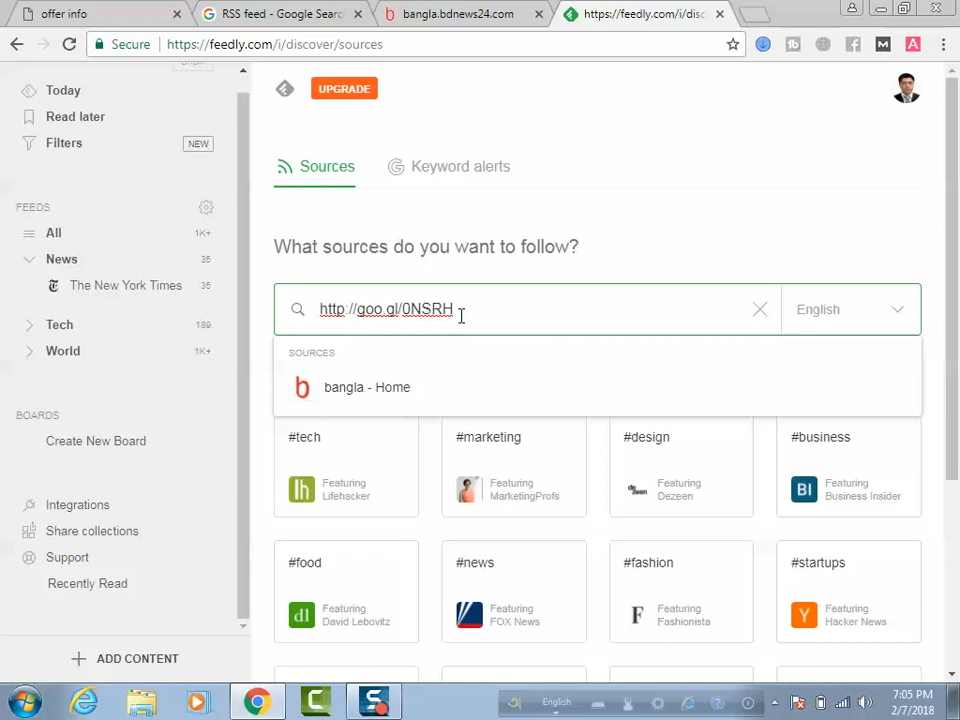 offer info
RSS feed - Google Searc
bangla.bdnews24.com
https://feedly.com/i/disc
Secure
https://feedly.com/i/discover/sources
Today
Read later
Filters
NEW
FEEDS
All 1K+
News 35
The New York Times 35
Tech 189
World 1K+
BOARDS
Create New Board
Integrations
Share collections
Support
Recently Read
ADD CONTENT
UPGRADE
Sources
Keyword alerts
What sources do you want to follow?
http://goo.gl/0NSRH
English
SOURCES
b bangla - Home
#tech
Featuring
Lifehacker
#marketing
Featuring
MarketingProfs
#design
Featuring
Dezeen
#business
BI
Featuring
Business Insider
#food
dl
Featuring
David Lebovitz
#news
Featuring
FOX News
#fashion
F
Featuring
Fashionista
#startups
Y
Featuring
Hacker News
English
7:05 PM
2/7/2018